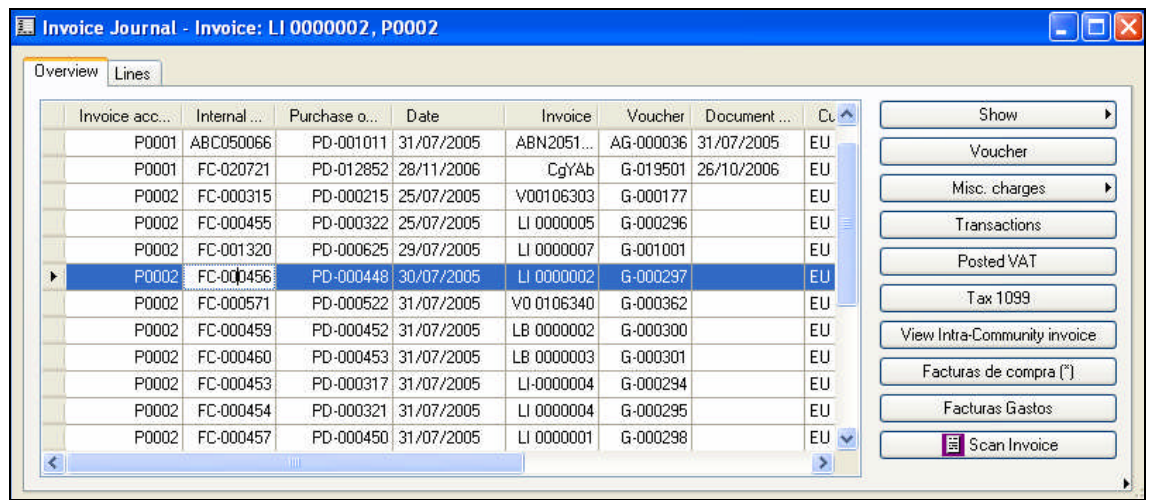 Invoice Journal - Invoice: LI 0000002, P0002
Overview Lines
Invoice acc... Internal ... Purchase o... Date Invoice Voucher Document ... Cu
P0001 ABC050066 PD-001011 31/07/2005 ABN2051... AG-000036 31/07/2005 EU
P0001 FC-020721 PD-012852 28/11/2006 CgYAb G-019501 26/10/2006 EU
P0002 FC-000315 PD-000215 25/07/2005 V00106303 G-000177 EU
P0002 FC-000455 PD-000322 25/07/2005 LI 0000005 G-000296 EU
P0002 FC-001320 PD-000625 29/07/2005 LI 0000007 G-001001 EU
P0002 FC-000456 PD-000448 30/07/2005 LI 0000002 G-000297 EU
P0002 FC-000571 PD-000522 31/07/2005 V0 0106340 G-000362 EU
P0002 FC-000459 PD-000452 31/07/2005 LB 0000002 G-000300 EU
P0002 FC-000460 PD-000453 31/07/2005 LB 0000003 G-000301 EU
P0002 FC-000453 PD-000317 31/07/2005 LI-0000004 G-000294 EU
P0002 FC-000454 PD-000321 31/07/2005 LI 0000004 G-000295 EU
P0002 FC-000457 PD-000450 31/07/2005 LI 0000001 G-000298 EU
Show
Voucher
Misc. charges
Transactions
Posted VAT
Tax 1099
View Intra-Community invoice
Facturas de compra (*)
Facturas Gastos
Scan Invoice